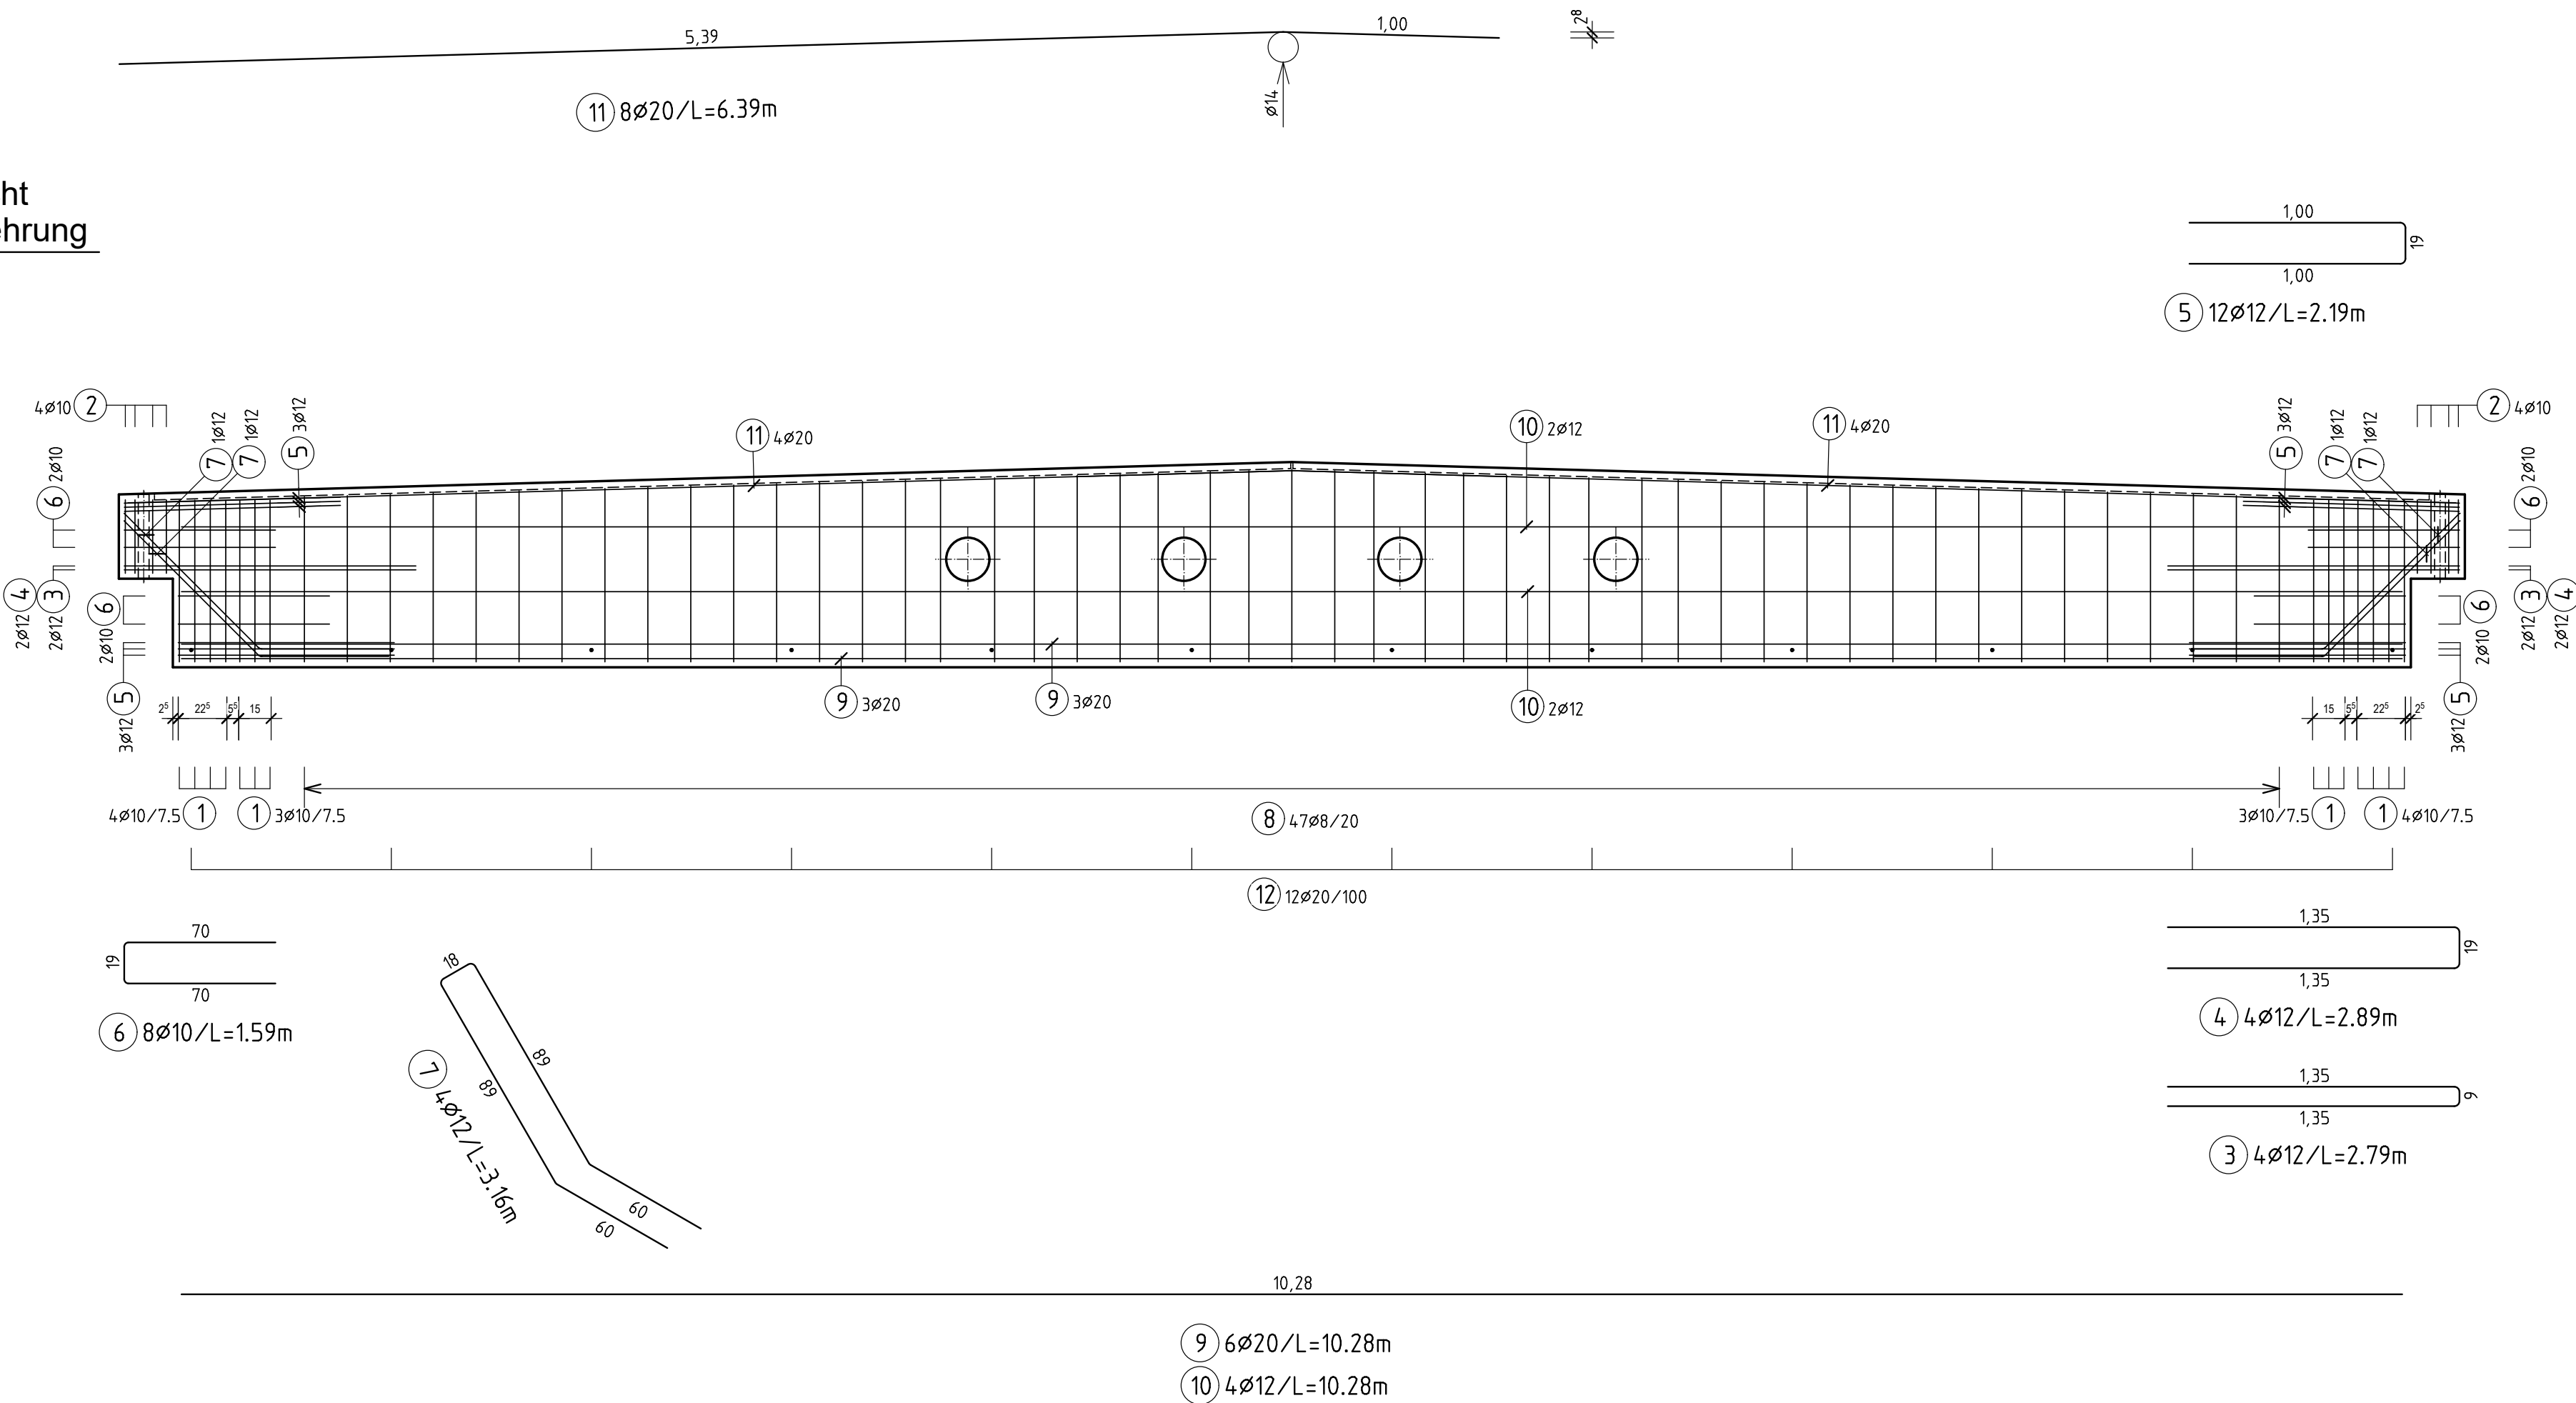 5,39
1,00
2⁸
11 8ø20/L=6.39m
ø14
ht
ehrung
1,00
19
1,00
5 12ø12/L=2.19m
4ø10 2
7 1ø12
7 1ø12
5 3ø12
11 4ø20
10 2ø12
11 4ø20
5 3ø12
7 1ø12
7 1ø12
2 4ø10
6 2ø10
6 2ø10
2ø12 4
2ø12 3
2ø10 6
3ø12 5
2ø12 3
2ø12 4
2ø10 6
3ø12 5
9 3ø20
9 3ø20
10 2ø12
2⁵ 22⁵ 5⁵ 15
15 5⁵ 22⁵ 2⁵
4ø10/7.5 1
1 3ø10/7.5
8 47ø8/20
3ø10/7.5 1
1 4ø10/7.5
12 12ø20/100
70
19
70
6 8ø10/L=1.59m
18
89
89
60
60
7 4ø12/L=3.16m
1,35
19
1,35
4 4ø12/L=2.89m
1,35
9
1,35
3 4ø12/L=2.79m
10,28
9 6ø20/L=10.28m
10 4ø12/L=10.28m